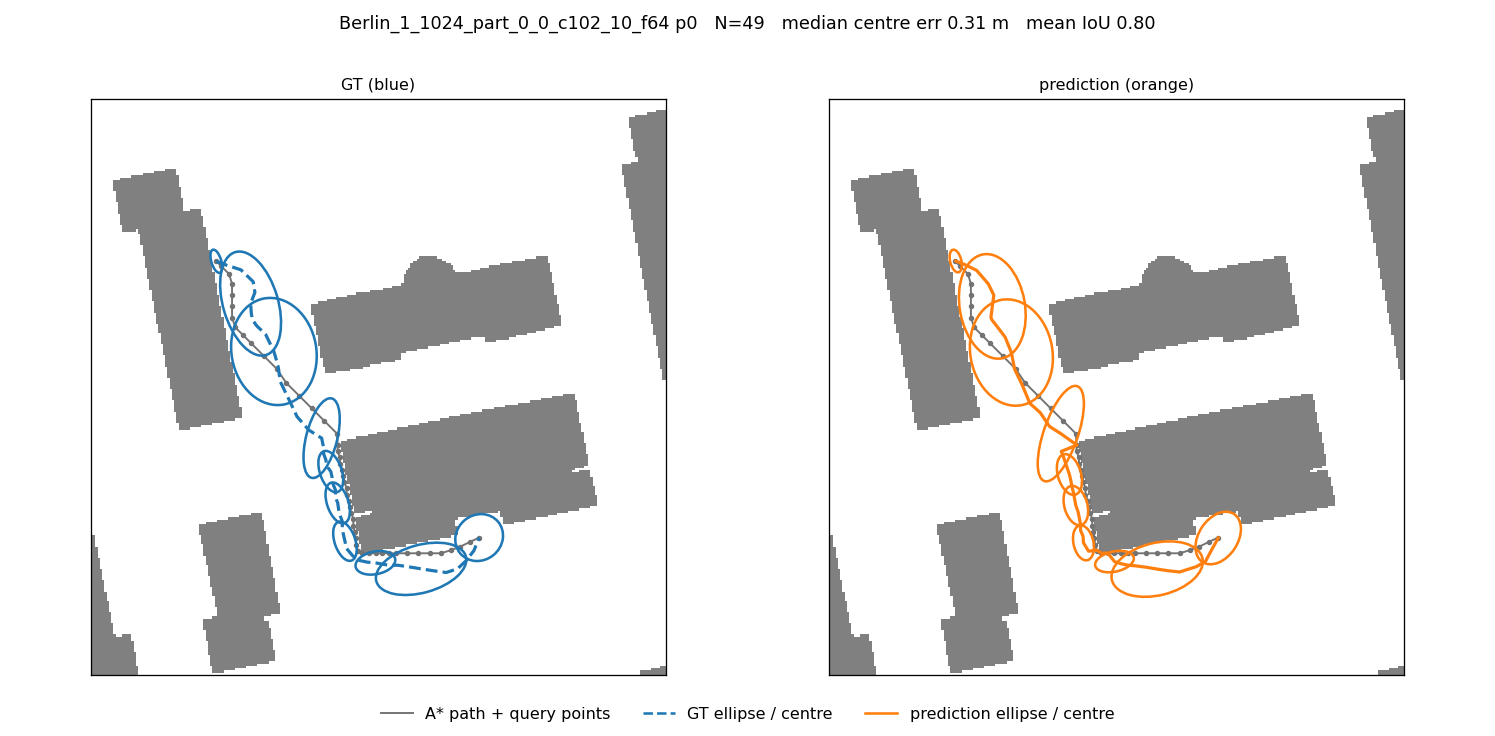 Berlin_1_1024_part_0_0_c102_10_f64 p0   N=49   median centre err 0.31 m   mean IoU 0.80
GT (blue)
prediction (orange)
A* path + query points
GT ellipse / centre
prediction ellipse / centre